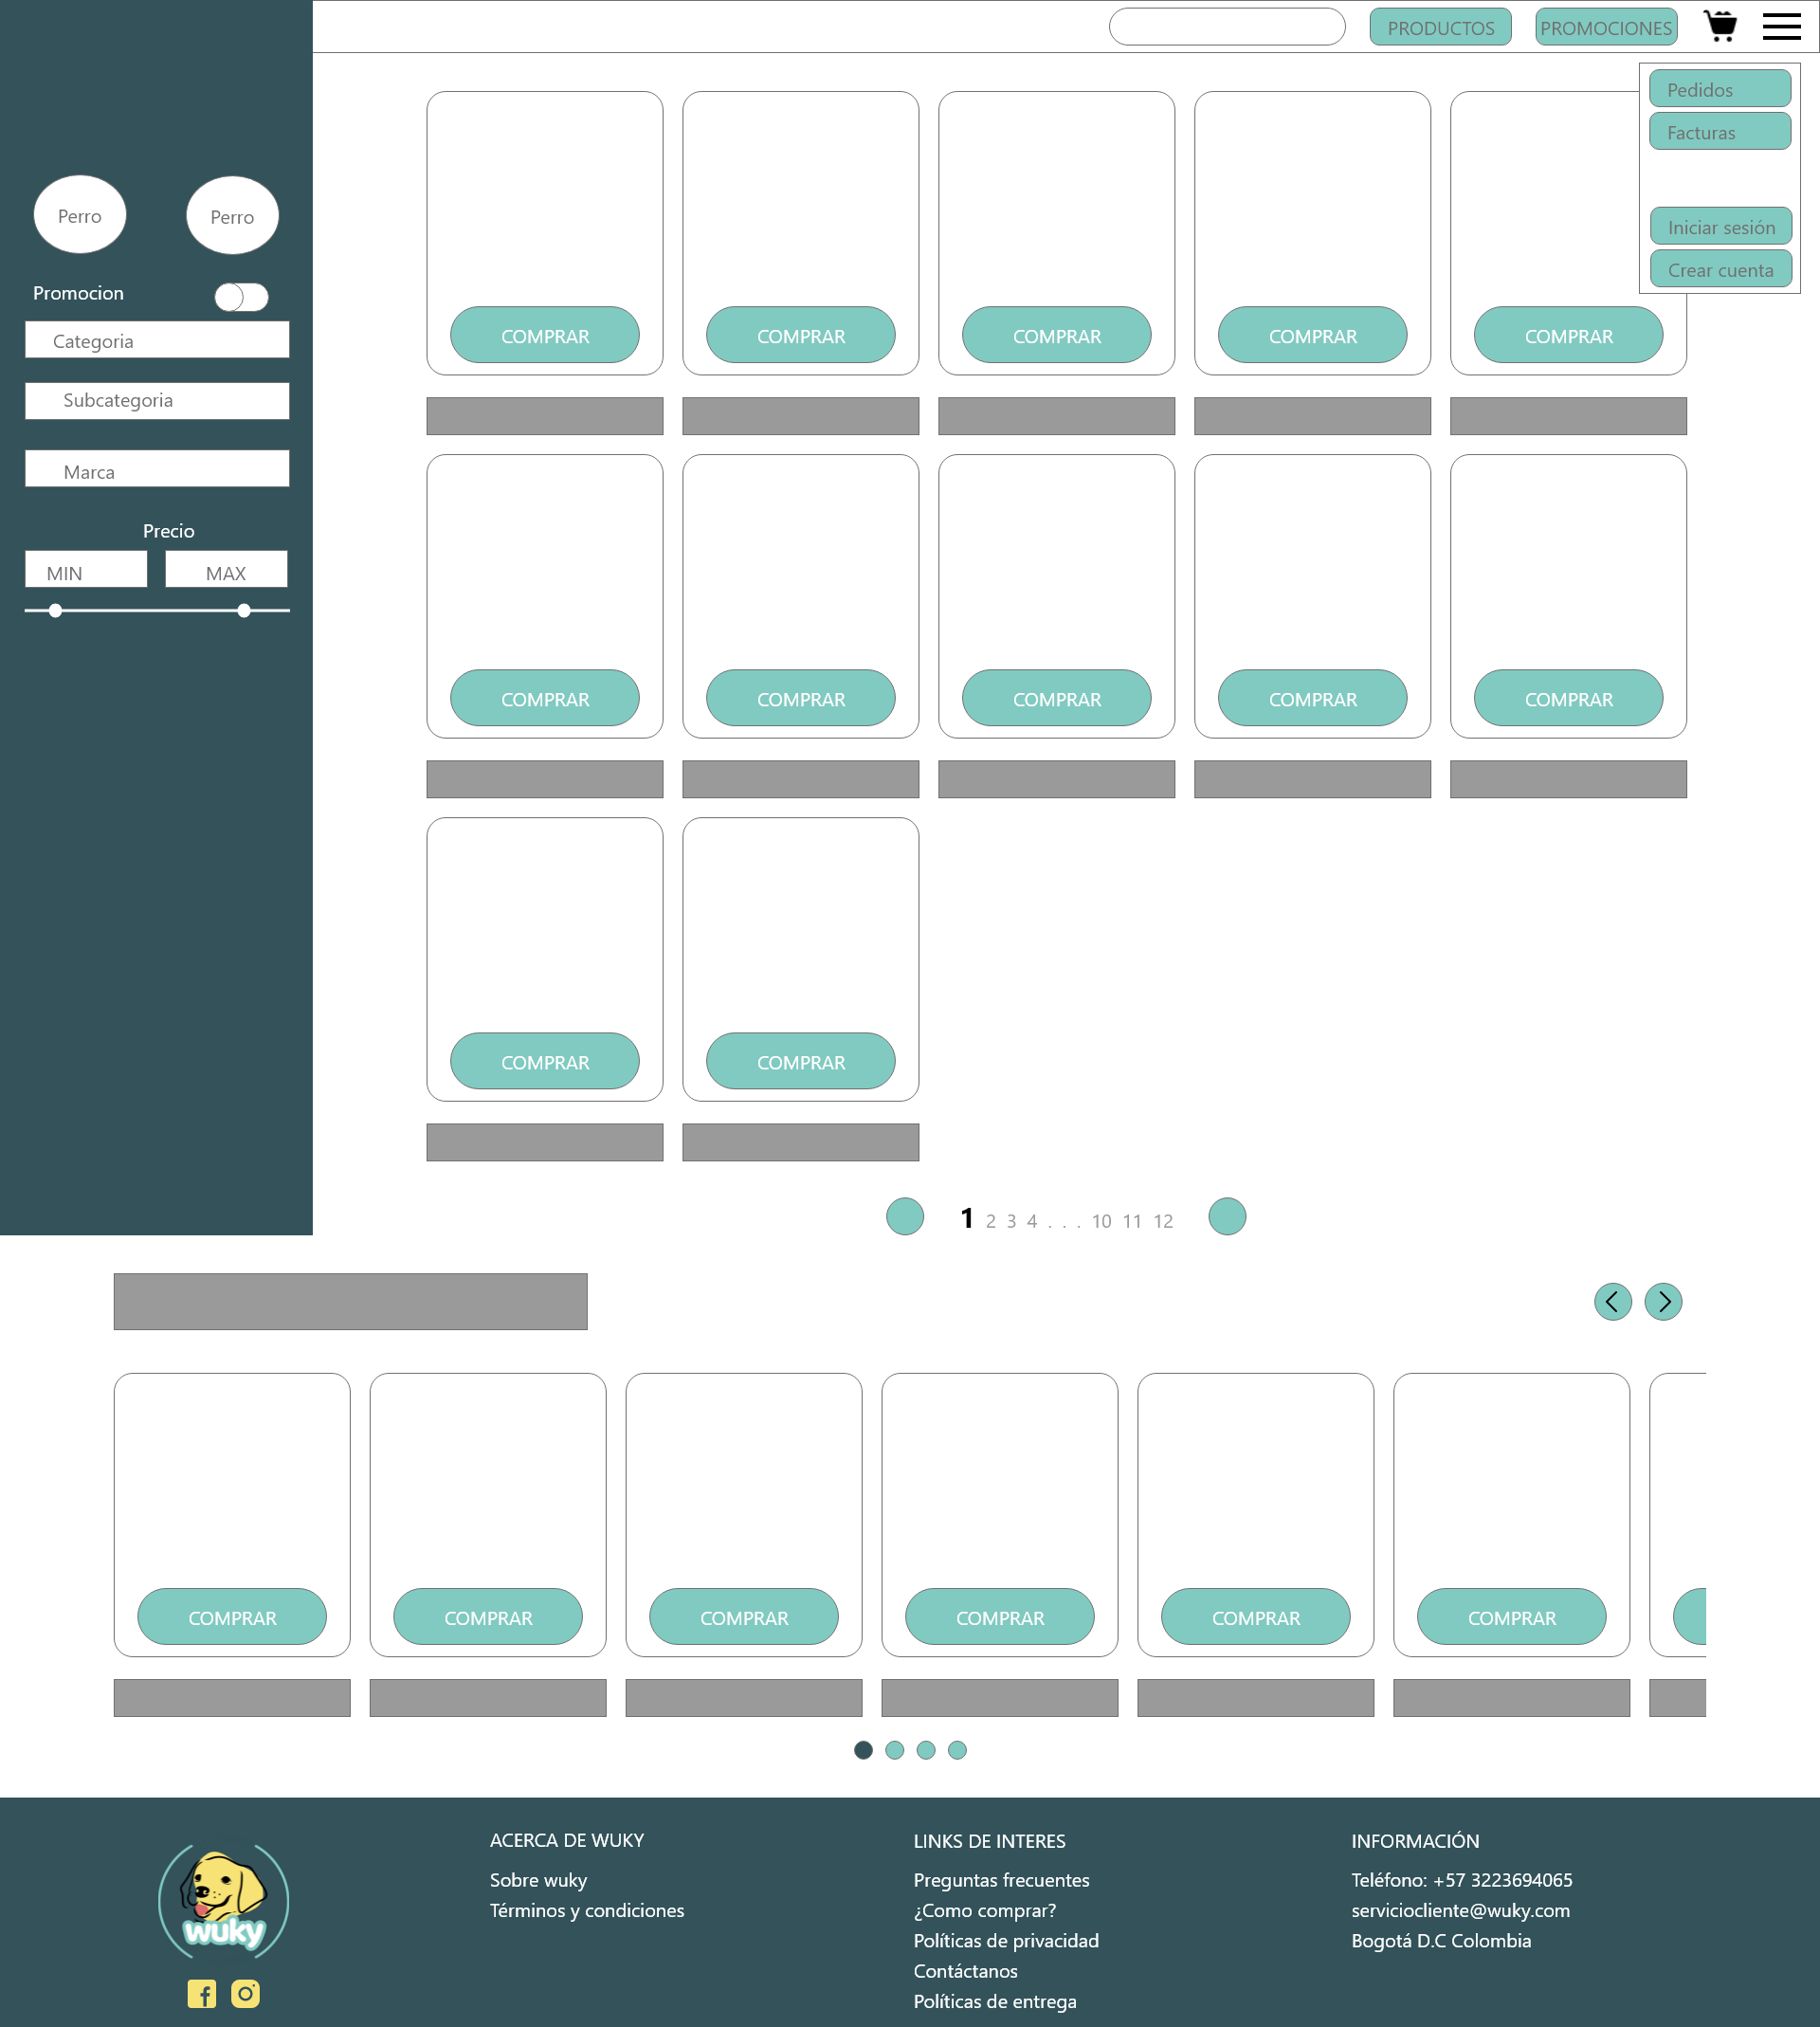 PRODUCTOS
PROMOCIONES
Pedidos
Facturas
Iniciar sesión
Crear cuenta
Perro
Perro
Promocion
Categoria
Subcategoria
Marca
Precio
MIN
MAX
COMPRAR
COMPRAR
COMPRAR
COMPRAR
COMPRAR
COMPRAR
COMPRAR
COMPRAR
COMPRAR
COMPRAR
COMPRAR
COMPRAR
1 2 3 4 . . . 10 11 12
COMPRAR
COMPRAR
COMPRAR
COMPRAR
COMPRAR
COMPRAR
wuky
ACERCA DE WUKY
Sobre wuky
Términos y condiciones
LINKS DE INTERES
Preguntas frecuentes
¿Como comprar?
Políticas de privacidad
Contáctanos
Políticas de entrega
INFORMACIÓN
Teléfono: +57 3223694065
serviciocliente@wuky.com
Bogotá D.C Colombia